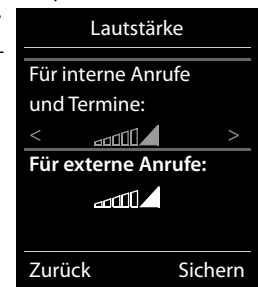 Lautstärke
Für interne Anrufe
und Termine:
< >
Für externe Anrufe:
Zurück Sichern